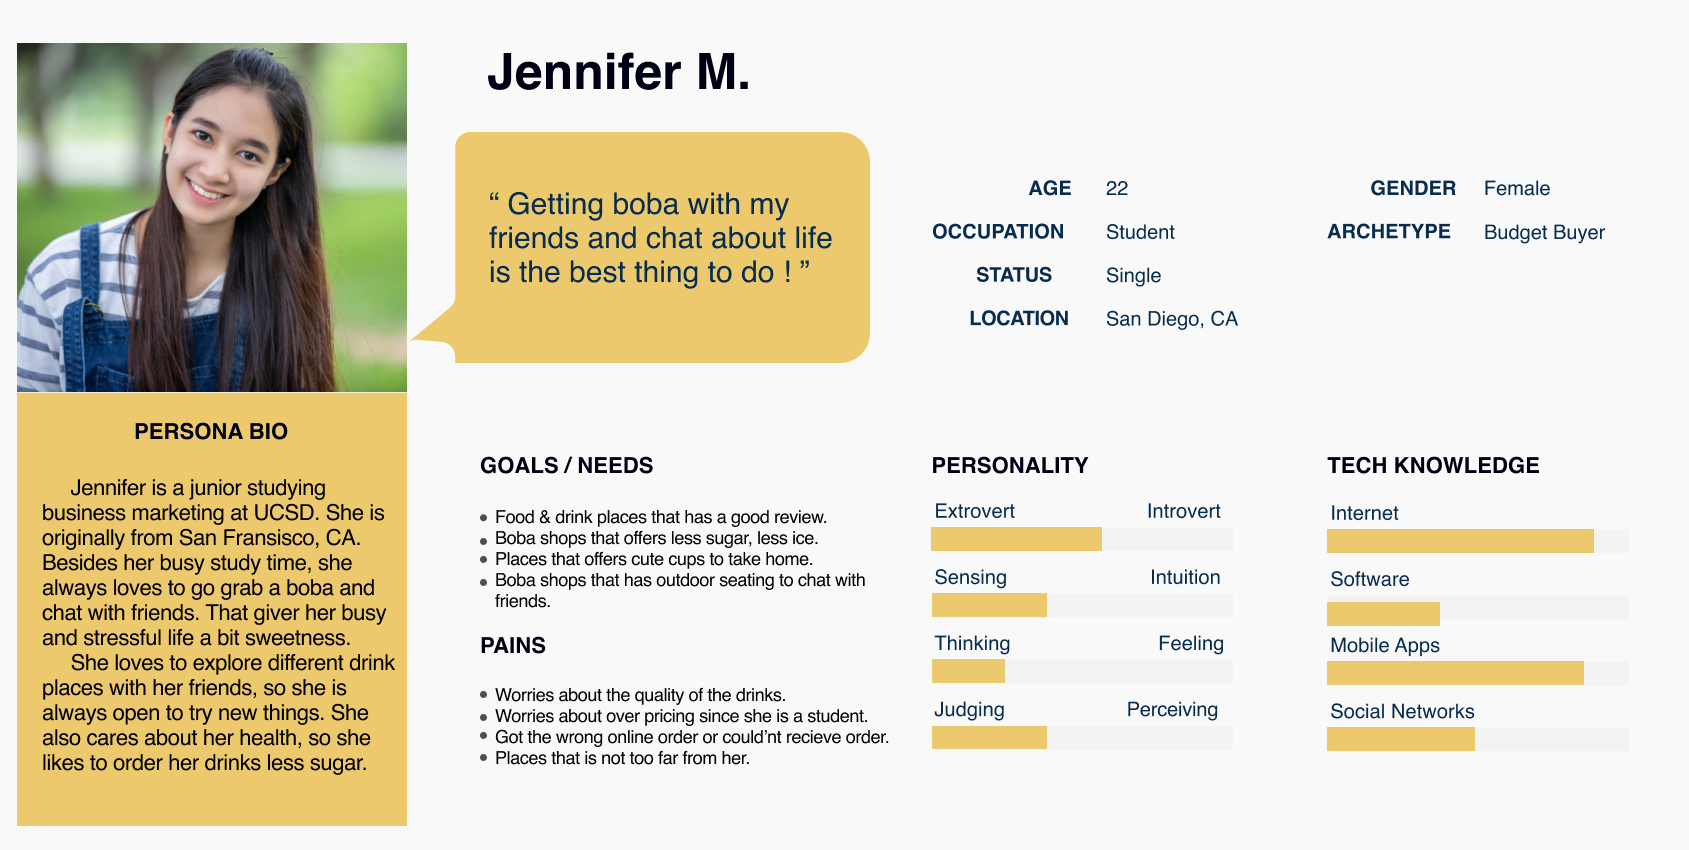 Jennifer M.
“ Getting boba with my
friends and chat about life
is the best thing to do ! ”
AGE 22
OCCUPATION Student
STATUS Single
LOCATION San Diego, CA
GENDER Female
ARCHETYPE Budget Buyer
PERSONA BIO
Jennifer is a junior studying
business marketing at UCSD. She is
originally from San Fransisco, CA.
Besides her busy study time, she
always loves to go grab a boba and
chat with friends. That giver her busy
and stressful life a bit sweetness.
She loves to explore different drink
places with her friends, so she is
always open to try new things. She
also cares about her health, so she
likes to order her drinks less sugar.
GOALS / NEEDS
• Food & drink places that has a good review.
• Boba shops that offers less sugar, less ice.
• Places that offers cute cups to take home.
• Boba shops that has outdoor seating to chat with
friends.
PAINS
• Worries about the quality of the drinks.
• Worries about over pricing since she is a student.
• Got the wrong online order or could’nt recieve order.
• Places that is not too far from her.
PERSONALITY
Extrovert Introvert
Sensing Intuition
Thinking Feeling
Judging Perceiving
TECH KNOWLEDGE
Internet
Software
Mobile Apps
Social Networks